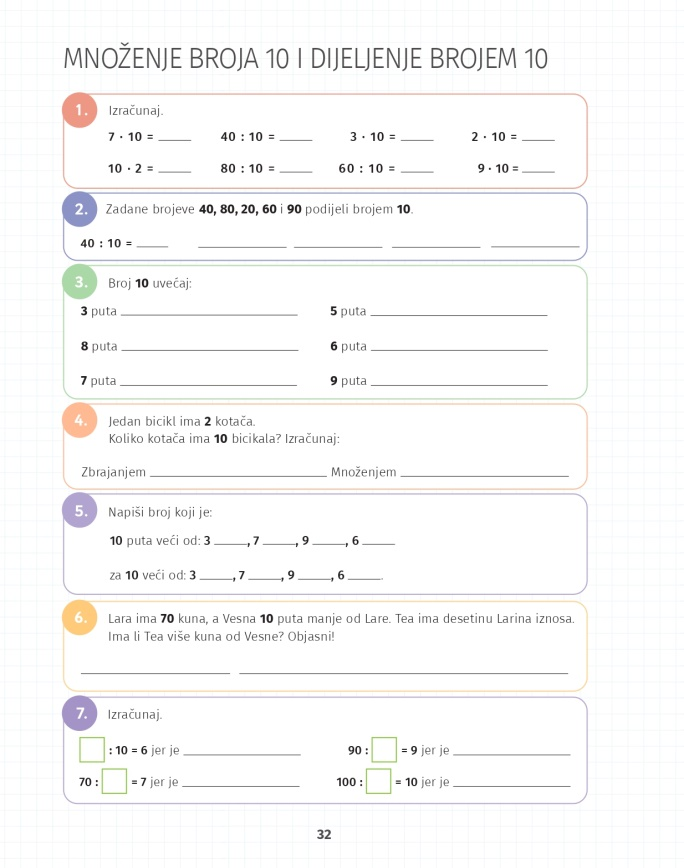 MNOŽENJE BROJA 10 I DIJELJENJE BROJEM 10
1. Izračunaj.
7 · 10 = _____ 40 : 10 = _____ 3 · 10 = _____ 2 · 10 = _____
10 · 2 = _____ 80 : 10 = _____ 60 : 10 = _____ 9 · 10 = _____
2. Zadane brojeve 40, 80, 20, 60 i 90 podijeli brojem 10.
40 : 10 = _____ _____ _____ _____ _____
3. Broj 10 uvećaj:
3 puta _____ 5 puta _____
8 puta _____ 6 puta _____
7 puta _____ 9 puta _____
4. Jedan bicikl ima 2 kotača.
Koliko kotača ima 10 bicikala? Izračunaj:
Zbrajanjem _____ Množenjem _____
5. Napiši broj koji je:
10 puta veći od: 3 _____, 7 _____, 9 _____, 6 _____
za 10 veći od: 3 _____, 7 _____, 9 _____, 6 _____.
6. Lara ima 70 kuna, a Vesna 10 puta manje od Lare. Tea ima desetinu Larina iznosa.
Ima li Tea više kuna od Vesne? Objasni!
_____ _____
7. Izračunaj.
□ : 10 = 6 jer je _____ 90 : □ = 9 jer je _____
70 : □ = 7 jer je _____ 100 : □ = 10 jer je _____
32